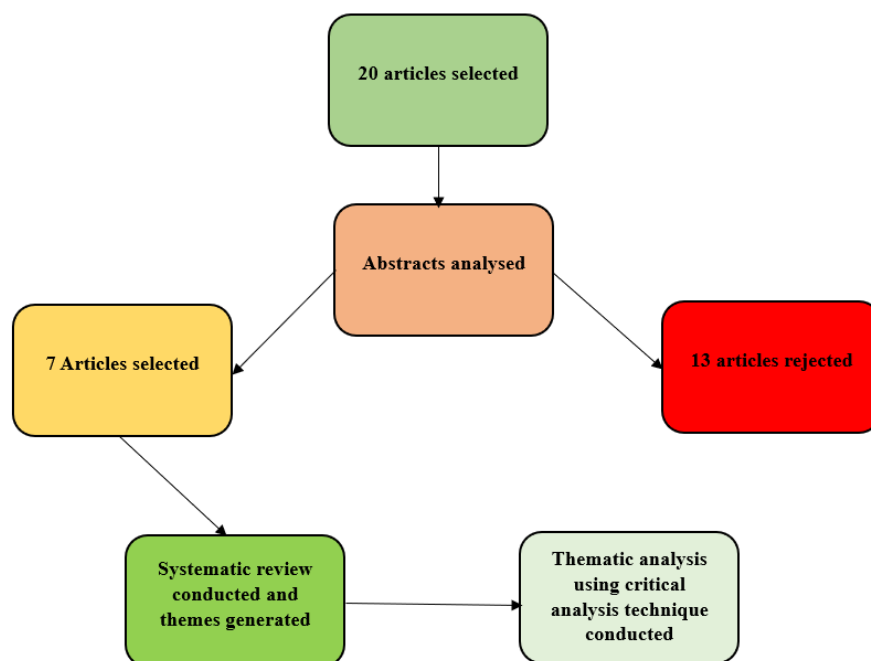 20 articles selected
Abstracts analysed
7 Articles selected
13 articles rejected
Systematic review
conducted and
themes generated
Thematic analysis
using critical
analysis technique
conducted